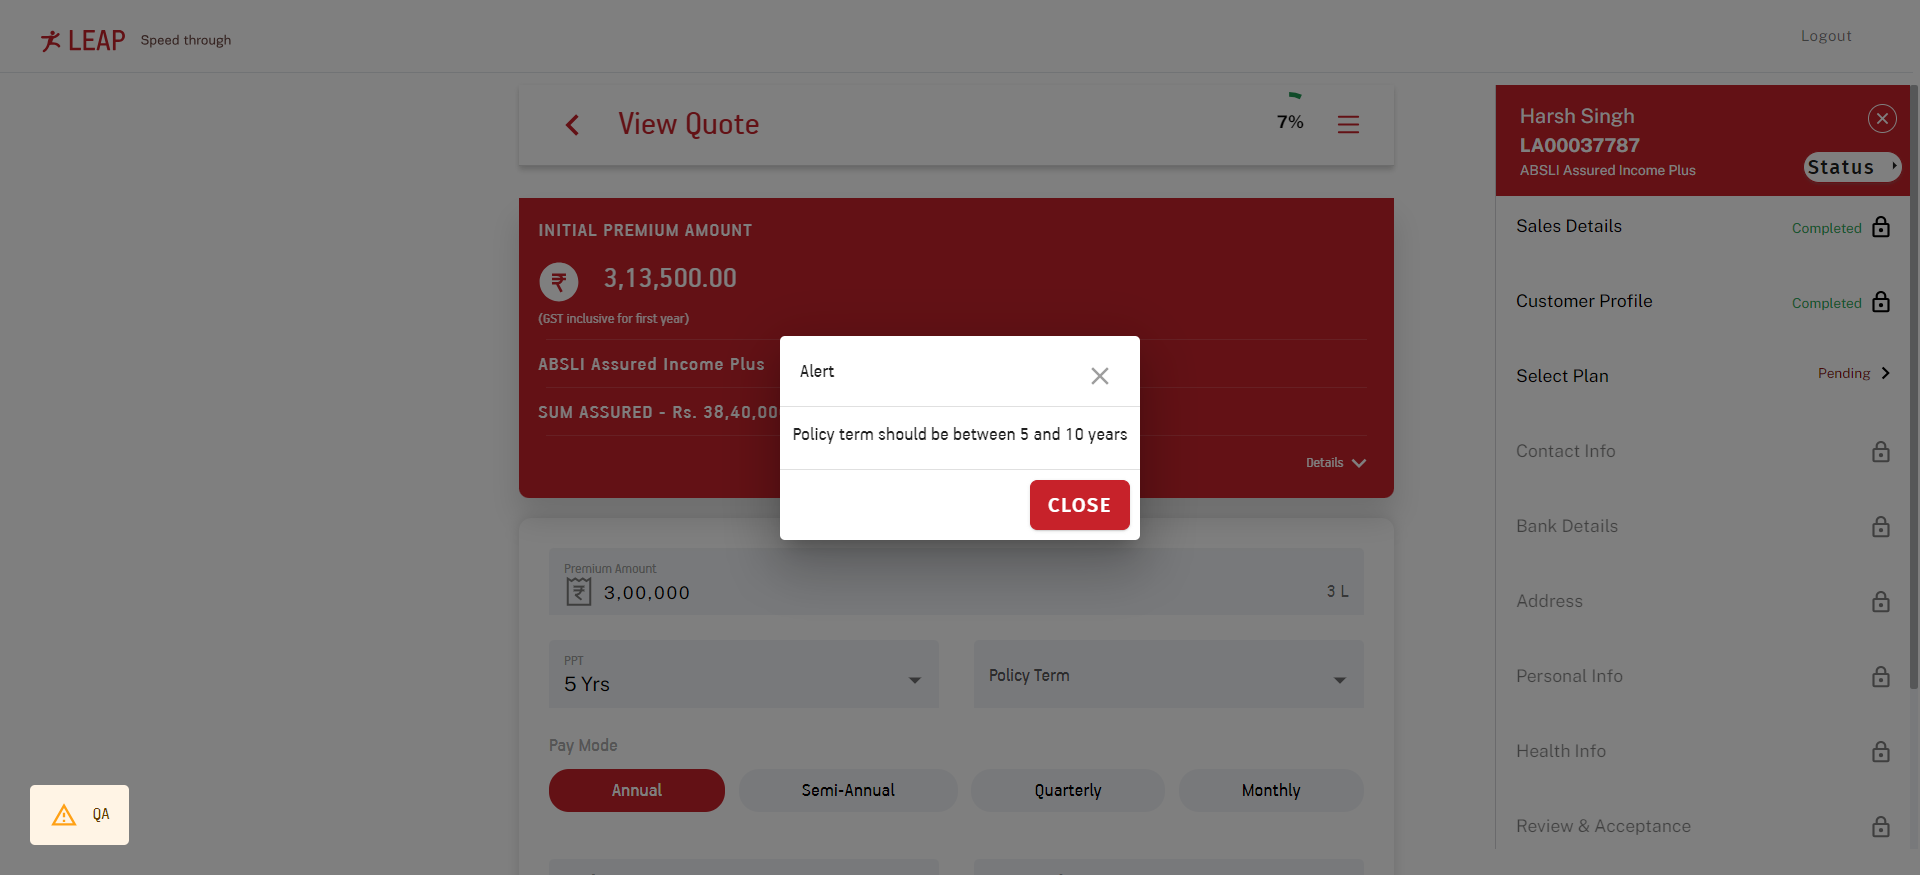 LEAP Speed through
Logout
View Quote
7%
INITIAL PREMIUM AMOUNT
3,13,500.00
(GST inclusive for first year)
ABSLI Assured Income Plus
SUM ASSURED - Rs. 38,40,00
Details
Alert
Policy term should be between 5 and 10 years
CLOSE
Premium Amount
3,00,000
3 L
PPT
5 Yrs
Policy Term
Pay Mode
Annual
Semi-Annual
Quarterly
Monthly
QA
Harsh Singh
LA00037787
ABSLI Assured Income Plus
Status
Sales Details
Completed
Customer Profile
Completed
Select Plan
Pending
Contact Info
Bank Details
Address
Personal Info
Health Info
Review & Acceptance